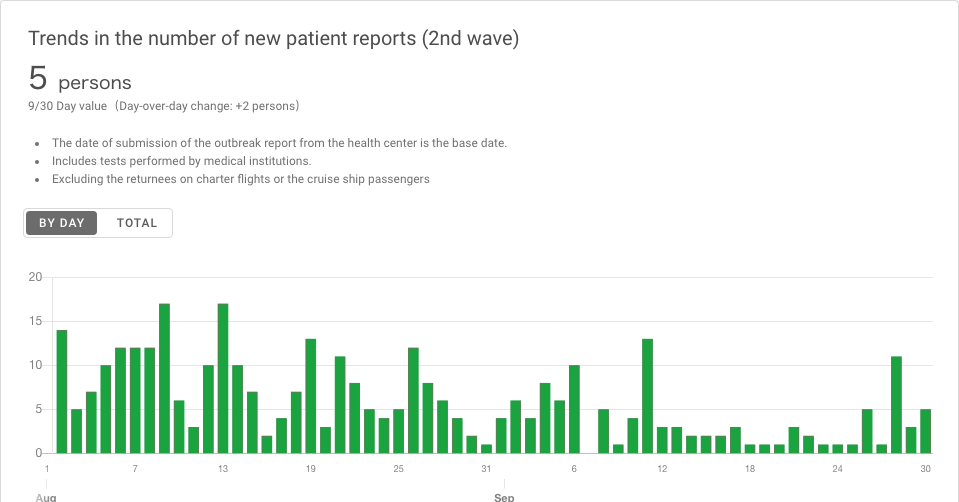 Trends in the number of new patient reports (2nd wave)
5 persons
9/30 Day value (Day-over-day change: +2 persons)
The date of submission of the outbreak report from the health center is the base date.
Includes tests performed by medical institutions.
Excluding the returnees on charter flights or the cruise ship passengers
BY DAY TOTAL
20
15
10
5
0
1 7 13 19 25 31 6 12 18 24 30
Aug Sep